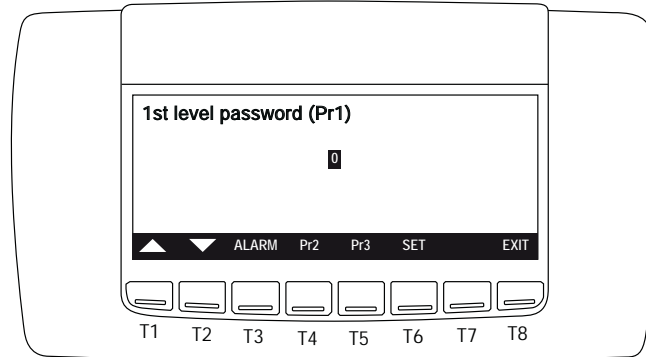 1st level password (Pr1)
0
ALARM Pr2 Pr3 SET EXIT
T1 T2 T3 T4 T5 T6 T7 T8